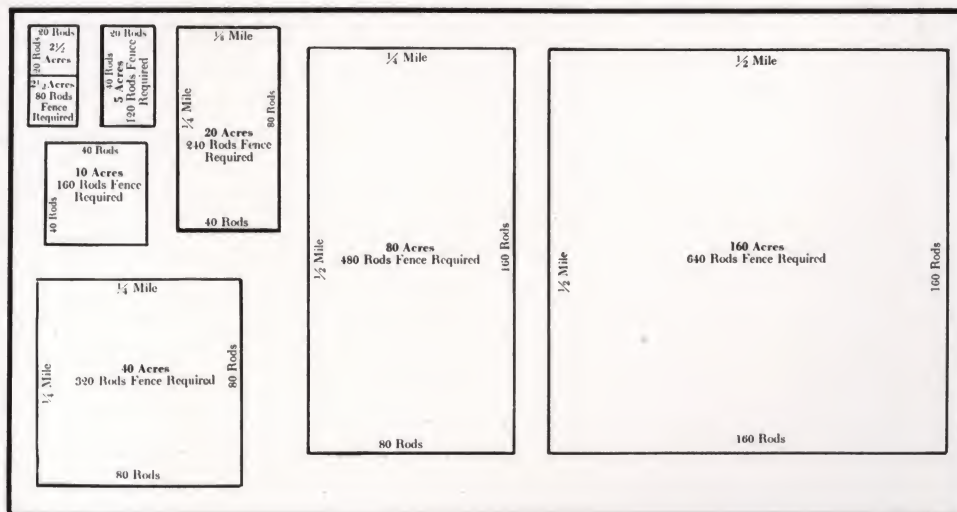 20 Rods
20 Rods
2½
Acres
2½ Acres
80 Rods
Fence
Required
20 Rods
40 Rods
5 Acres
120 Rods Fence
Required
⅛ Mile
¼ Mile
80 Rods
20 Acres
240 Rods Fence
Required
40 Rods
40 Rods
10 Acres
160 Rods Fence
Required
40 Rods
¼ Mile
¼ Mile
80 Rods
40 Acres
320 Rods Fence Required
80 Rods
¼ Mile
½ Mile
160 Rods
80 Acres
480 Rods Fence Required
80 Rods
½ Mile
½ Mile
160 Rods
160 Acres
640 Rods Fence Required
160 Rods